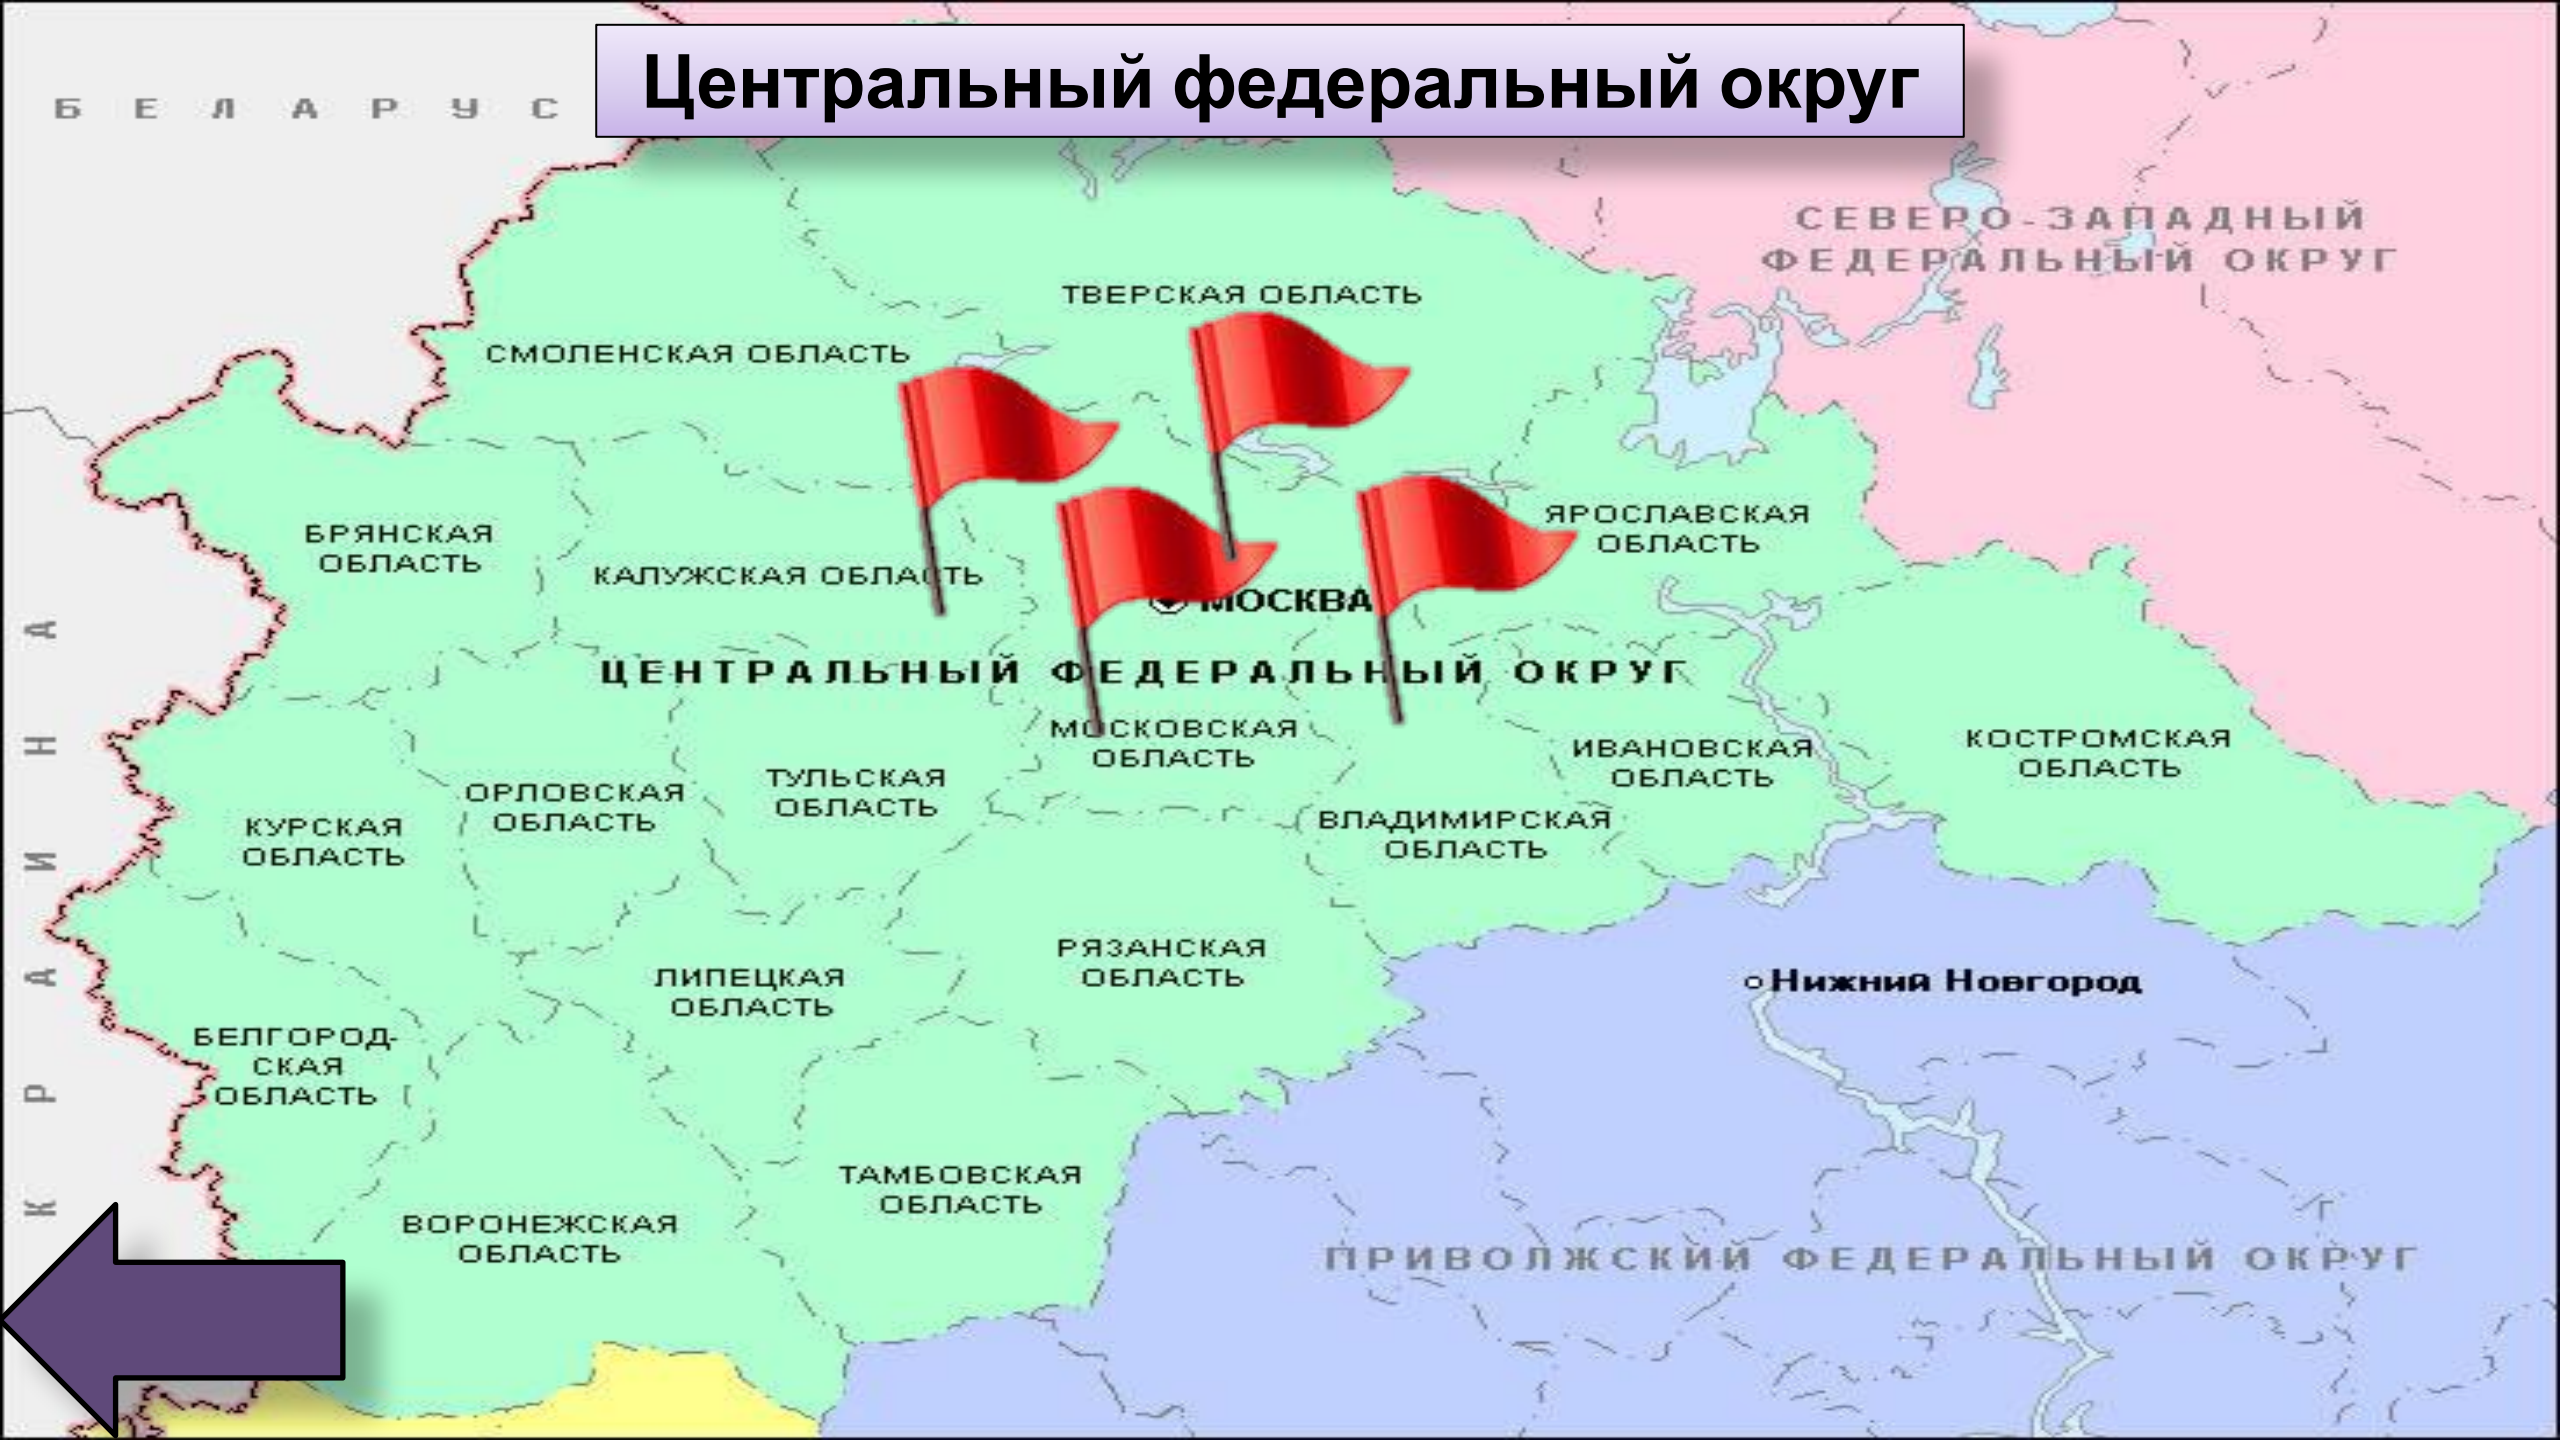 Центральный федеральный округ
БЕЛАРУС
СЕВЕРО-ЗАПАДНЫЙ
ФЕДЕРАЛЬНЫЙ ОКРУГ
ТВЕРСКАЯ ОБЛАСТЬ
СМОЛЕНСКАЯ ОБЛАСТЬ
ЯРОСЛАВСКАЯ
ОБЛАСТЬ
БРЯНСКАЯ
ОБЛАСТЬ
КАЛУЖСКАЯ ОБЛАСТЬ
МОСКВА
ЦЕНТРАЛЬНЫЙ ФЕДЕРАЛЬНЫЙ ОКРУГ
МОСКОВСКАЯ
ОБЛАСТЬ
ИВАНОВСКАЯ
ОБЛАСТЬ
КОСТРОМСКАЯ
ОБЛАСТЬ
ТУЛЬСКАЯ
ОБЛАСТЬ
ОРЛОВСКАЯ
ОБЛАСТЬ
КУРСКАЯ
ОБЛАСТЬ
ВЛАДИМИРСКАЯ
ОБЛАСТЬ
РЯЗАНСКАЯ
ОБЛАСТЬ
ЛИПЕЦКАЯ
ОБЛАСТЬ
Нижний Новгород
БЕЛГОРОД-
СКАЯ
ОБЛАСТЬ
ТАМБОВСКАЯ
ОБЛАСТЬ
ВОРОНЕЖСКАЯ
ОБЛАСТЬ
ПРИВОЛЖСКИЙ ФЕДЕРАЛЬНЫЙ ОКРУГ
КРАИНА